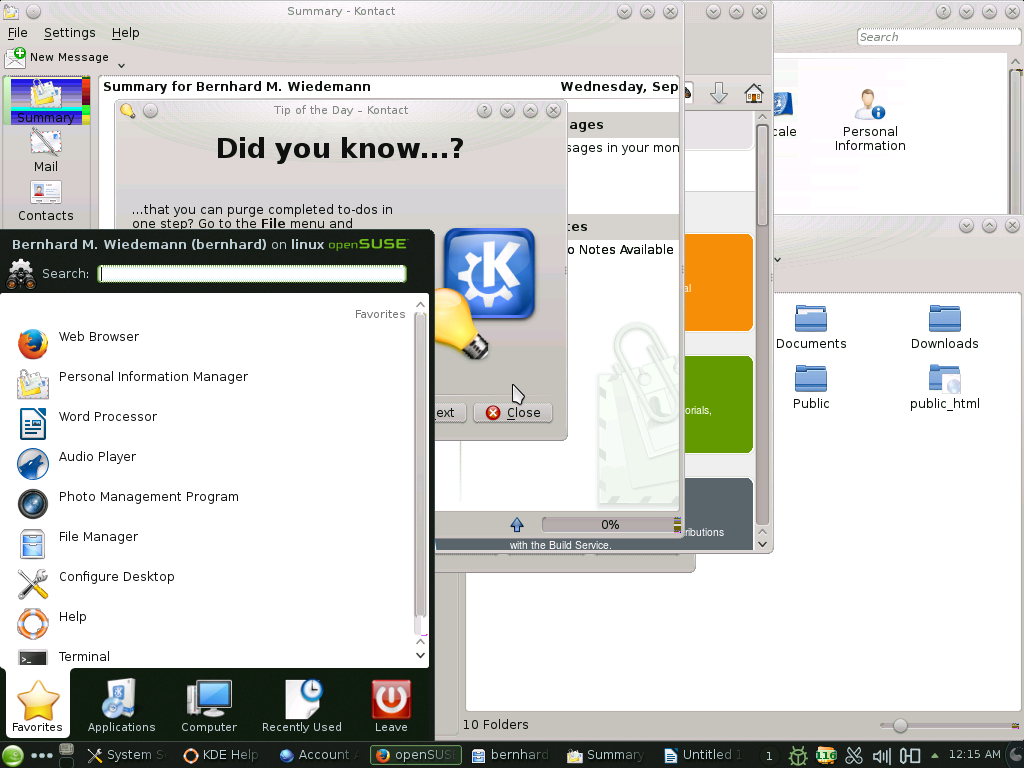 Summary - Kontact
File Settings Help
New Message
Search
Summary
Mail
Contacts
Summary for Bernhard M. Wiedemann
Wednesday, Sep
Tip of the Day – Kontact
Did you know...?
...that you can purge completed to-dos in
one step? Go to the File menu and
ext
Close
ages
sages in your mon
tes
o Notes Available
0%
with the Build Service.
al
orials,
ributions
cale
Personal
Information
Documents
Downloads
Public
public_html
10 Folders
Bernhard M. Wiedemann (bernhard) on linux openSUSE
Search:
Favorites
Web Browser
Personal Information Manager
Word Processor
Audio Player
Photo Management Program
File Manager
Configure Desktop
Help
Terminal
Favorites
Applications
Computer
Recently Used
Leave
System S
KDE Help
Account
openSUS
bernhard
Summary
Untitled 1
1
116
12:15 AM